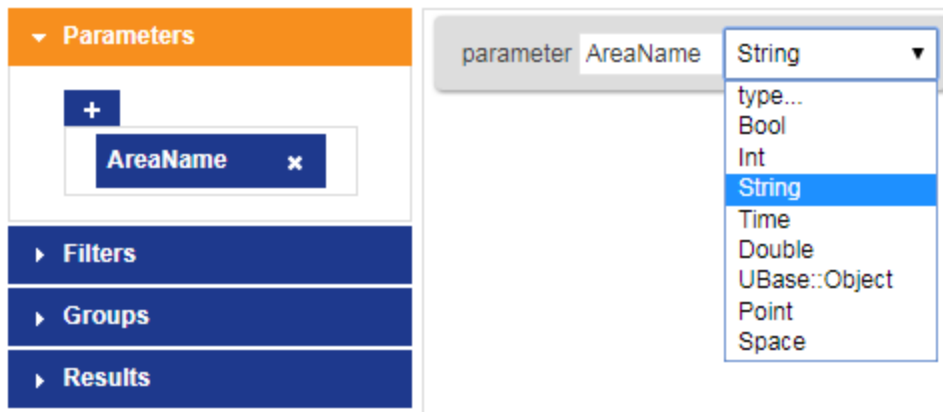 Parameters
+
AreaName ×
Filters
Groups
Results
parameter AreaName String
type...
Bool
Int
String
Time
Double
UBase::Object
Point
Space